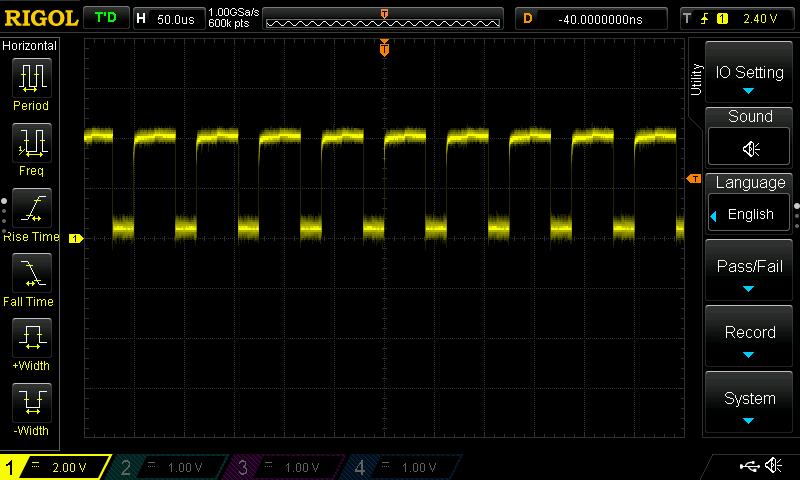 RIGOL T'D H 50.0us 1.00GSa/s D -40.0000000ns T 1 2.40 V
600k pts
T
Horizontal
T
Utility
IO Setting
Period
Sound
Freq
Language
T
English
Rise Time
1
Pass/Fail
Fall Time
Record
+Width
System
-Width
1 2.00 V 2 1.00 V 3 1.00 V 4 1.00 V